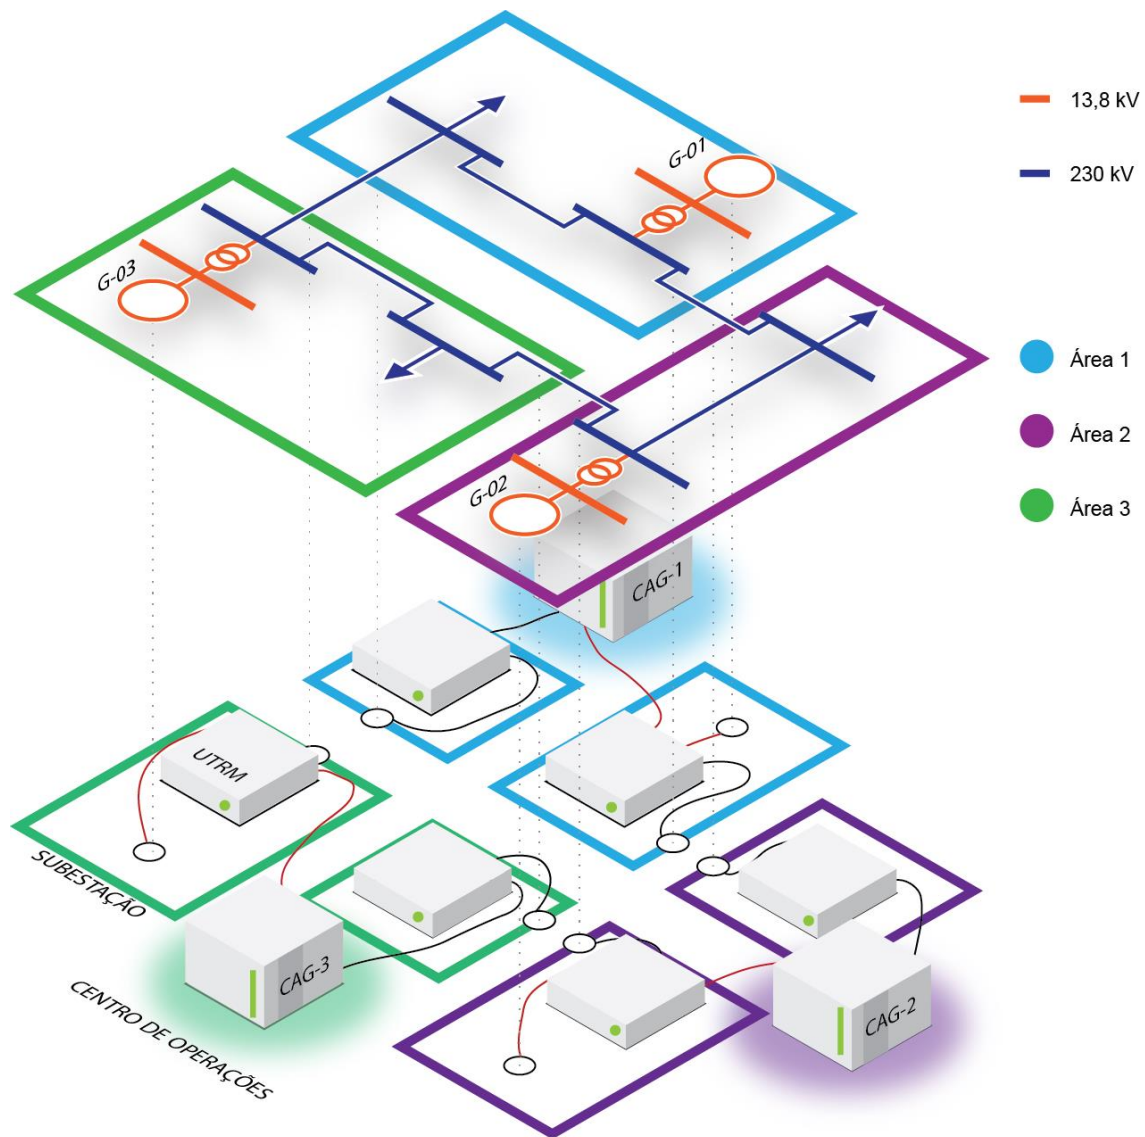 13,8 kV
G-01
230 kV
G-03
Área 1
Área 2
G-02
Área 3
CAG-1
UTRM
SUBESTAÇÃO
CAG-3
CAG-2
CENTRO DE OPERAÇÕES